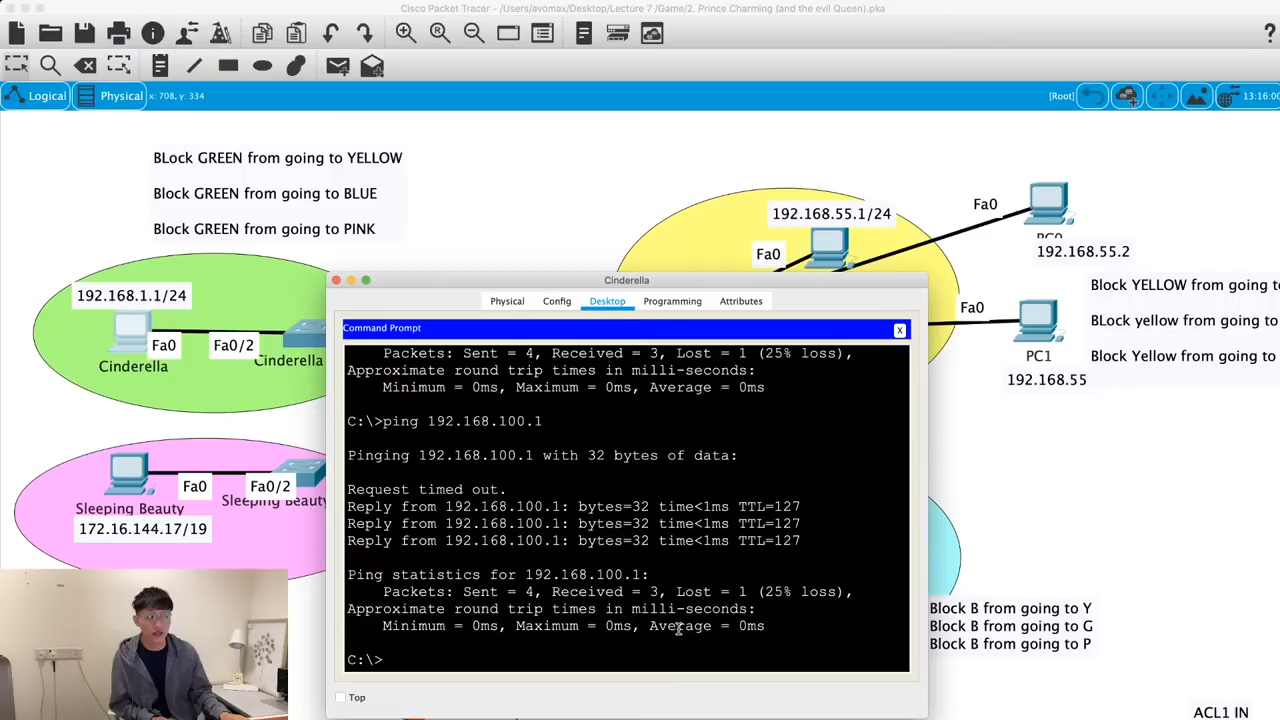 Cisco Packet Tracer - /Users/avomax/Desktop/Lecture 7 /Game/2. Prince Charming (and the evil Queen).pka
Logical
Physical
x: 708, y: 334
[Root]
13:16:00
BLock GREEN from going to YELLOW
Block GREEN from going to BLUE
Block GREEN from going to PINK
192.168.1.1/24
Fa0
Fa0/2
Cinderella
Cinderella
Fa0
Fa0/2
Sleeping Beauty
Sleeping Beauty
172.16.144.17/19
192.168.55.1/24
Fa0
Fa0
PC0
192.168.55.2
Fa0
PC1
192.168.55
Block YELLOW from going to
BLock yellow from going to
Block Yellow from going to
Cinderella
Physical
Config
Desktop
Programming
Attributes
Command Prompt
X
Packets: Sent = 4, Received = 3, Lost = 1 (25% loss),
Approximate round trip times in milli-seconds:
Minimum = 0ms, Maximum = 0ms, Average = 0ms
C:\>ping 192.168.100.1
Pinging 192.168.100.1 with 32 bytes of data:
Request timed out.
Reply from 192.168.100.1: bytes=32 time<1ms TTL=127
Reply from 192.168.100.1: bytes=32 time<1ms TTL=127
Reply from 192.168.100.1: bytes=32 time<1ms TTL=127
Ping statistics for 192.168.100.1:
Packets: Sent = 4, Received = 3, Lost = 1 (25% loss),
Approximate round trip times in milli-seconds:
Minimum = 0ms, Maximum = 0ms, Average = 0ms
C:\>
Top
Block B from going to Y
Block B from going to G
Block B from going to P
ACL1 IN